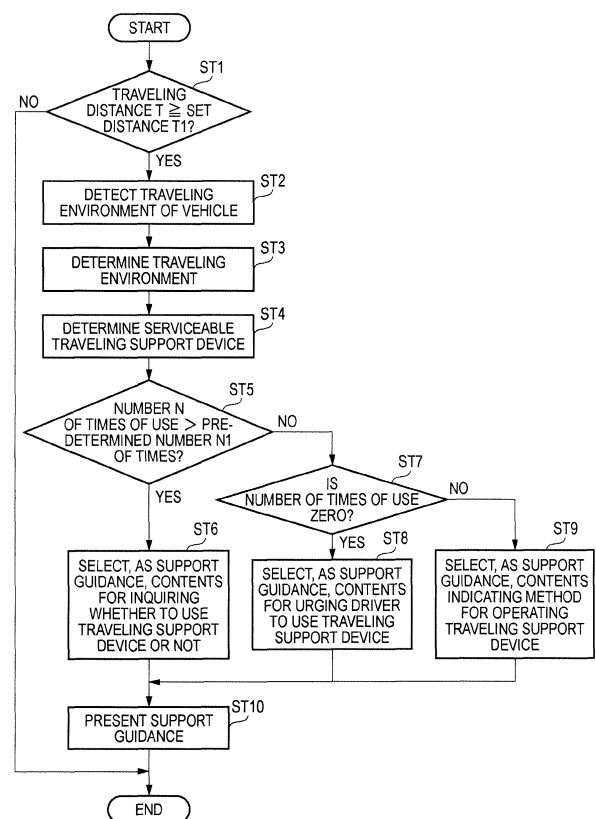 START
ST1
NO
TRAVELING
DISTANCE T ≧ SET
DISTANCE T1?
YES
ST2
DETECT TRAVELING
ENVIRONMENT OF VEHICLE
ST3
DETERMINE TRAVELING
ENVIRONMENT
ST4
DETERMINE SERVICEABLE
TRAVELING SUPPORT DEVICE
ST5
NUMBER N
OF TIMES OF USE > PRE-
DETERMINED NUMBER N1
OF TIMES?
NO
YES
ST7
IS
NUMBER OF TIMES OF USE
ZERO?
NO
YES
ST6
SELECT, AS SUPPORT
GUIDANCE, CONTENTS
FOR INQUIRING
WHETHER TO USE
TRAVELING SUPPORT
DEVICE OR NOT
ST8
SELECT, AS SUPPORT
GUIDANCE, CONTENTS
FOR URGING DRIVER
TO USE TRAVELING
SUPPORT DEVICE
ST9
SELECT, AS SUPPORT
GUIDANCE, CONTENTS
INDICATING METHOD
FOR OPERATING
TRAVELING SUPPORT
DEVICE
ST10
PRESENT SUPPORT
GUIDANCE
END